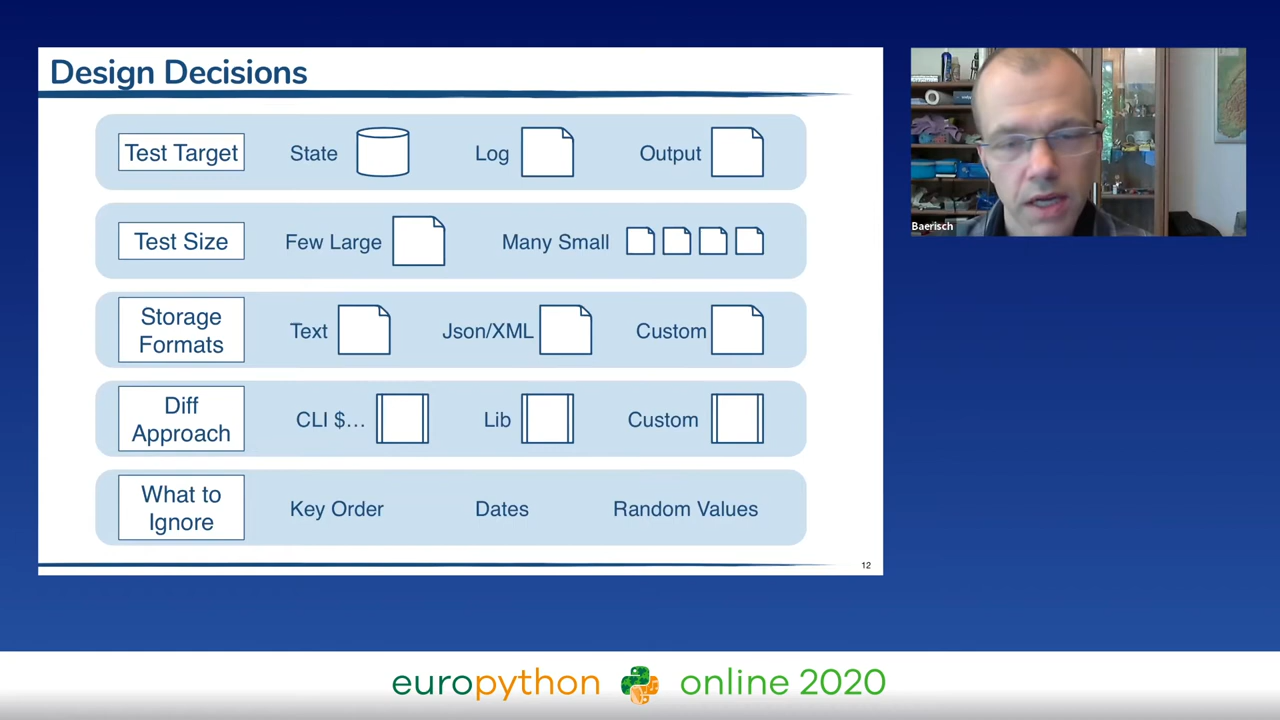 Design Decisions
Test Target
State
Log
Output
Test Size
Few Large
Many Small
Storage
Formats
Text
Json/XML
Custom
Diff
Approach
CLI $...
Lib
Custom
What to
Ignore
Key Order
Dates
Random Values
12
Baerisch
europython online 2020